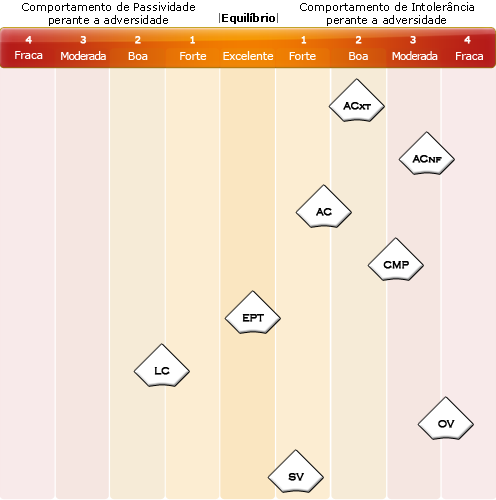 Comportamento de Passividade
perante a adversidade
|Equilíbrio|
Comportamento de Intolerância
perante a adversidade
4 3 2 1 1 2 3 4
Fraca Moderada Boa Forte Excelente Forte Boa Moderada Fraca
ACXT
ACNF
AC
CMP
EPT
LC
OV
SV